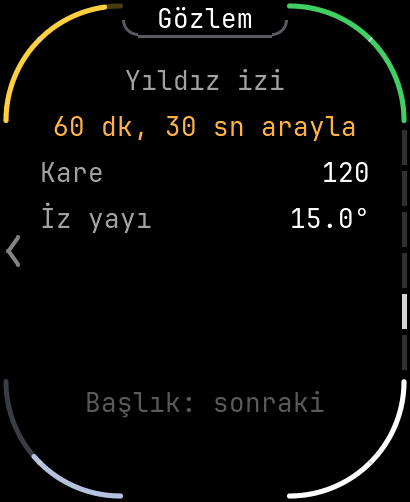 Gözlem
Yıldız izi
60 dk, 30 sn arayla
Kare 120
İz yayı 15.0°
Başlık: sonraki